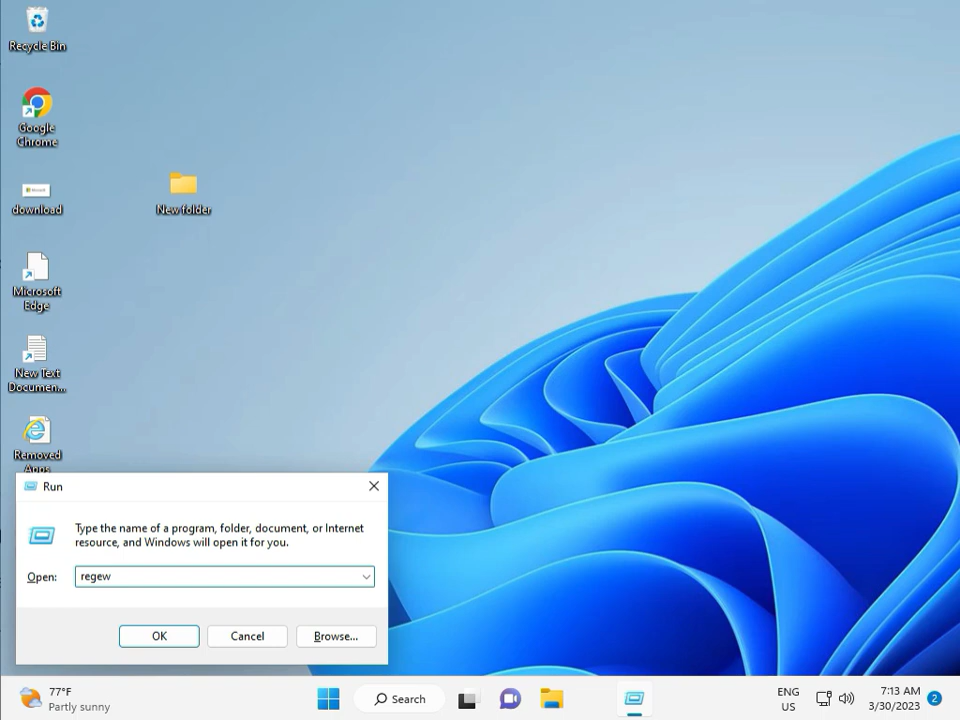 Recycle Bin
Google
Chrome
download
New folder
Microsoft
Edge
New Text
Documen...
Removed
Apps
Run
Type the name of a program, folder, document, or Internet
resource, and Windows will open it for you.
Open:
regew
OK
Cancel
Browse...
77°F
Partly sunny
Search
ENG
US
7:13 AM
3/30/2023
2